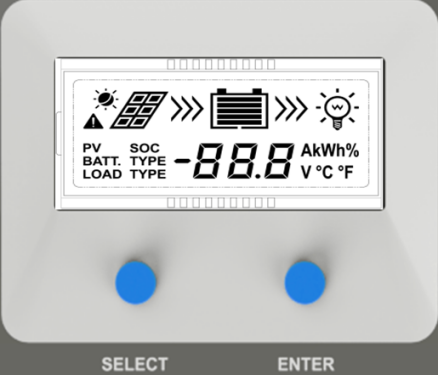 PV SOC
BATT. TYPE
LOAD TYPE
-88.8
AkWh%
V °C °F
SELECT
ENTER